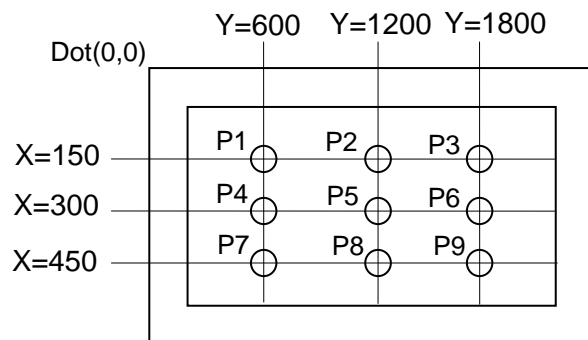 Y=600 Y=1200 Y=1800
Dot(0,0)
P1 P2 P3
X=150
P4 P5 P6
X=300
P7 P8 P9
X=450